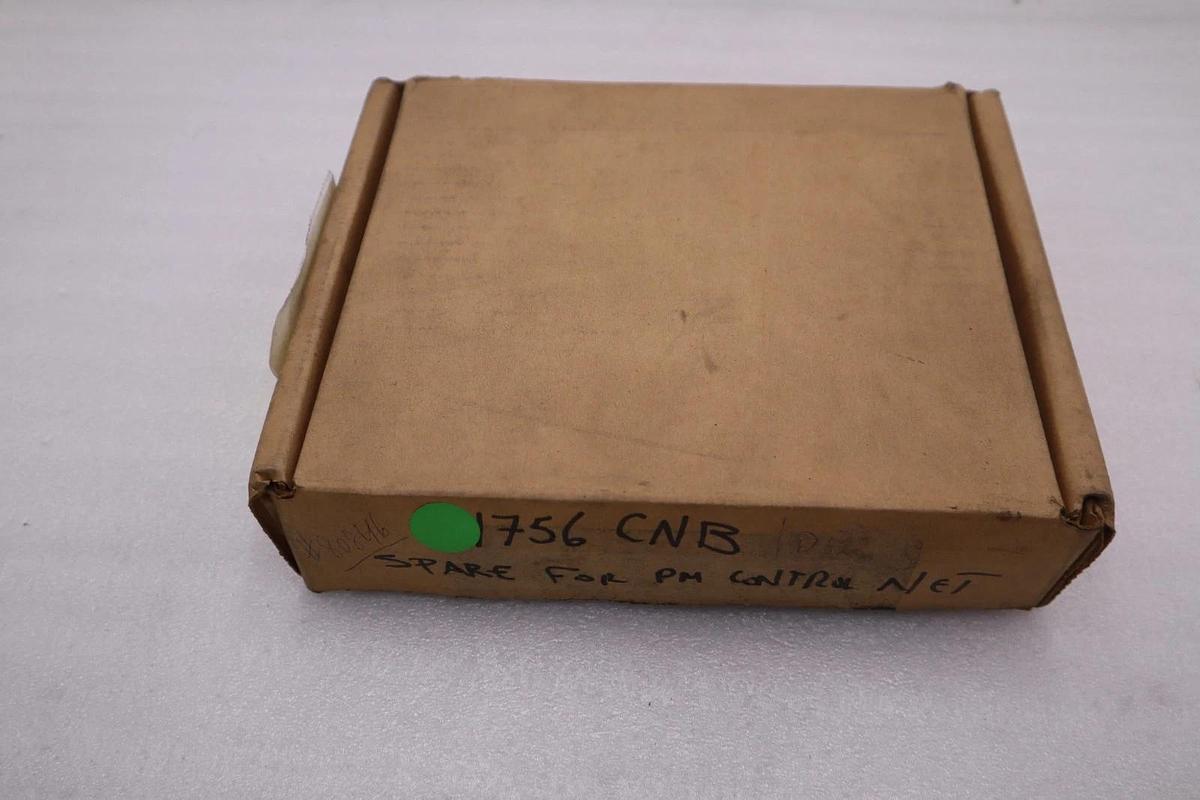 1756 CNB
SPARE FOR PM CONTROL NET